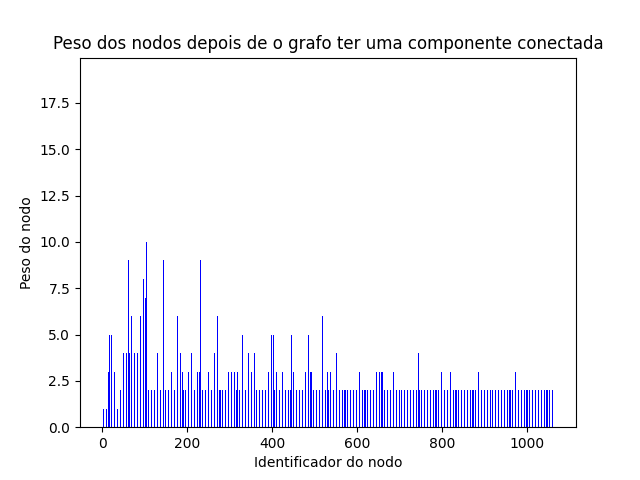 Peso dos nodos depois de o grafo ter uma componente conectada
17.5
15.0
12.5
10.0
7.5
5.0
2.5
0.0
Peso do nodo
0 200 400 600 800 1000
Identificador do nodo